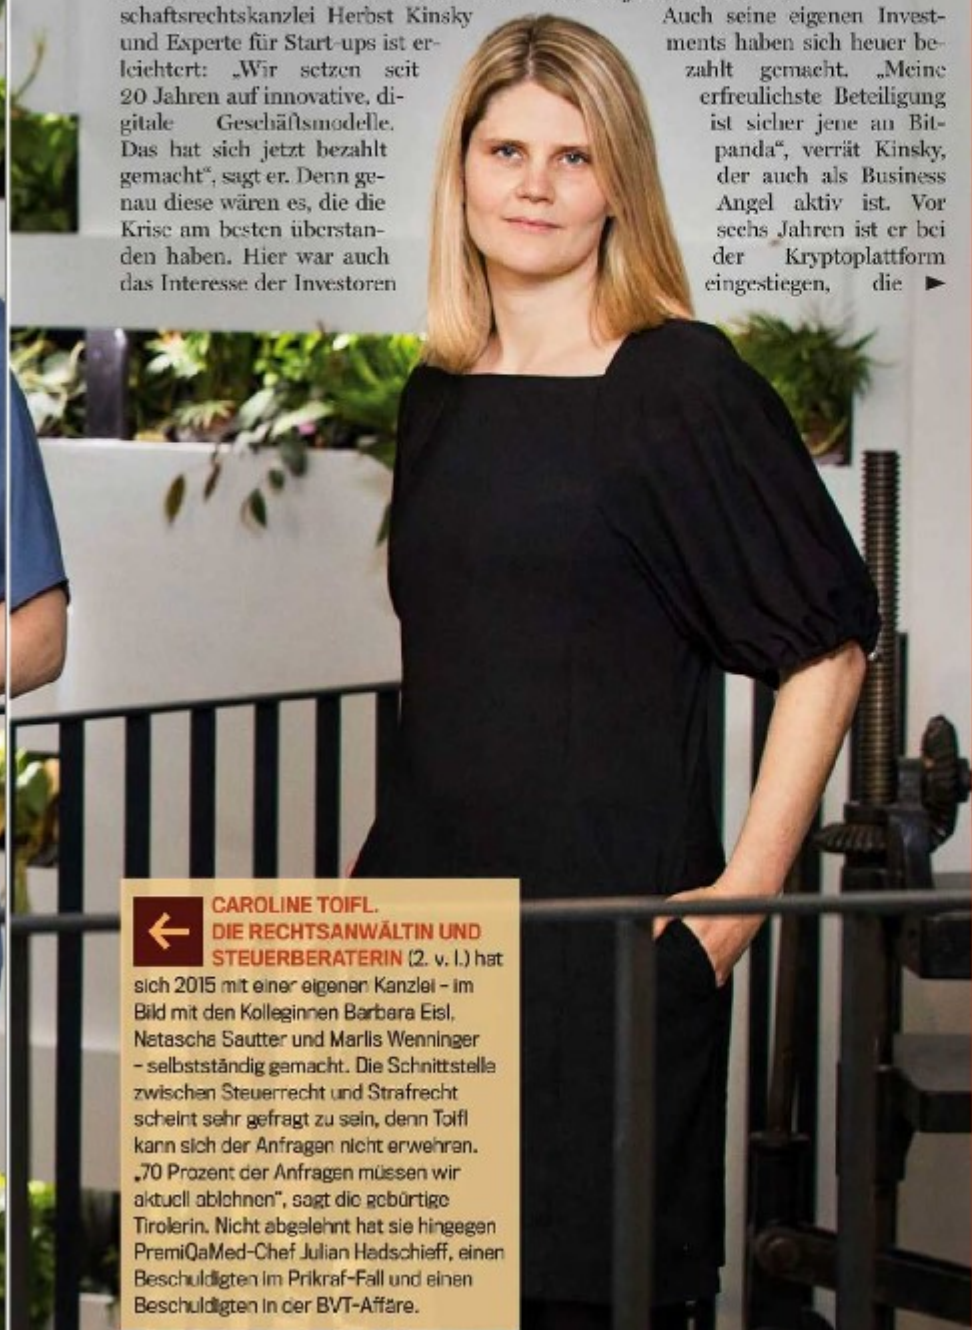 schaftsrechtskanzlei Herbst Kinsky
und Experte für Start-ups ist er-
leichtert: „Wir setzen seit
20 Jahren auf innovative, di-
gitale Geschäftsmodelle.
Das hat sich jetzt bezahlt
gemacht“, sagt er. Denn ge-
nau diese wären es, die die
Krise am besten überstan-
den haben. Hier war auch
das Interesse der Investoren
Auch seine eigenen Invest-
ments haben sich heuer be-
zahlt gemacht. „Meine
erfreulichste Beteiligung
ist sicher jene an Bit-
panda“, verrät Kinsky,
der auch als Business
Angel aktiv ist. Vor
sechs Jahren ist er bei
der Kryptoplattform
eingestiegen, die ►
CAROLINE TOIFL.
DIE RECHTSANWÄLTIN UND
STEUERBERATERIN (2. v. l.) hat
sich 2015 mit einer eigenen Kanzlei – im
Bild mit den Kolleginnen Barbara Eisl,
Natascha Sautter und Marlis Wenninger
– selbstständig gemacht. Die Schnittstelle
zwischen Steuerrecht und Strafrecht
scheint sehr gefragt zu sein, denn Toifl
kann sich der Anfragen nicht erwehren.
„70 Prozent der Anfragen müssen wir
aktuell ablehnen“, sagt die gebürtige
Tirolerin. Nicht abgelehnt hat sie hingegen
PremiQaMed-Chef Julian Hadschieff, einen
Beschuldigten im Prikraf-Fall und einen
Beschuldigten in der BVT-Affäre.